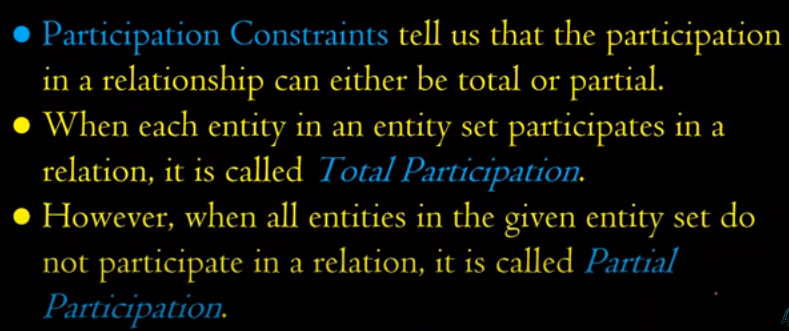 ● Participation Constraints tell us that the participation
in a relationship can either be total or partial.
● When each entity in an entity set participates in a
relation, it is called Total Participation.
● However, when all entities in the given entity set do
not participate in a relation, it is called Partial
Participation.